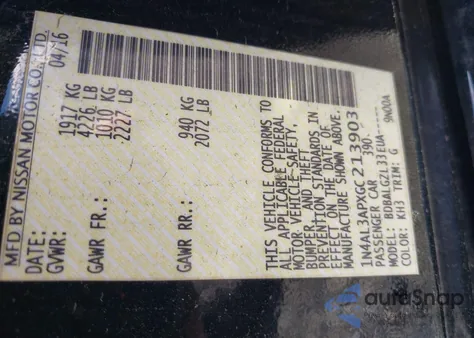 MFD BY NISSAN MOTOR CO., LTD.
DATE: 04/16
GVWR: 1917 KG
4226 LB
GAWR FR.: 1010 KG
2227 LB
GAWR RR.: 940 KG
2072 LB
THIS VEHICLE CONFORMS TO
ALL APPLICABLE FEDERAL
MOTOR VEHICLE SAFETY,
BUMPER, AND THEFT
PREVENTION STANDARDS IN
EFFECT ON THE DATE OF
MANUFACTURE SHOWN ABOVE.
1N4AL3APXGC213903
PASSENGER CAR 390.
MODEL: BDBALGZL33EUA-----
COLOR: KH3 TRIM: G 9N00A
autoSnap